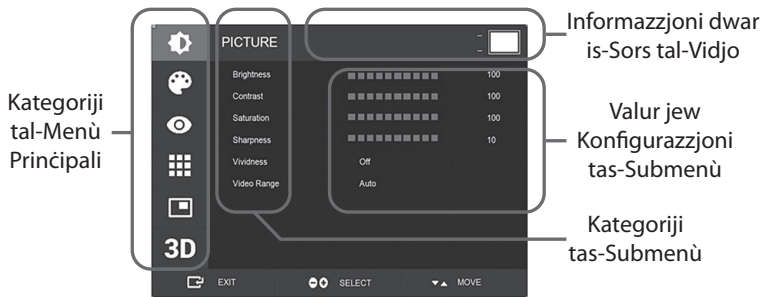 Informazzjoni dwar
is-Sors tal-Vidjo
Kategoriji
tal-Menù
Prinċipali
PICTURE
Brightness 100
Contrast 100
Saturation 100
Sharpness 10
Vividness Off
Video Range Auto
3D
EXIT SELECT MOVE
Valur jew
Konfigurazzjoni
tas-Submenù
Kategoriji
tas-Submenù